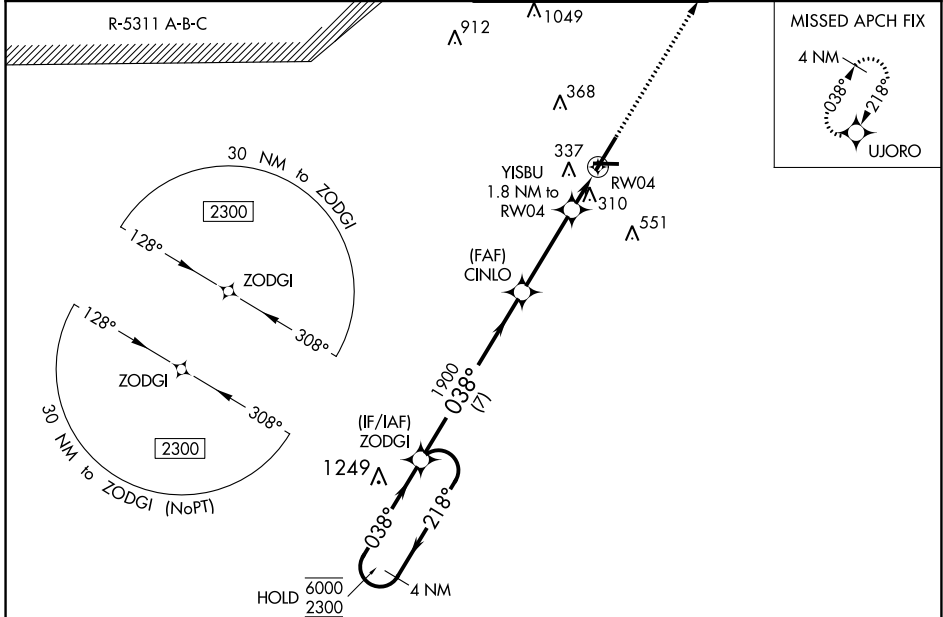 R-5311 A-B-C
912
1049
MISSED APCH FIX
4 NM
038°
218°
UJORO
368
337
YISBU
1.8 NM to
RW04
RW04
310
551
30 NM to ZODGI
2300
128°
ZODGI
308°
(FAF)
CINLO
128°
ZODGI
308°
2300
30 NM to ZODGI (NoPT)
1900
038°
(7)
(IF/IAF)
ZODGI
1249
038°
218°
HOLD
6000
2300
4 NM